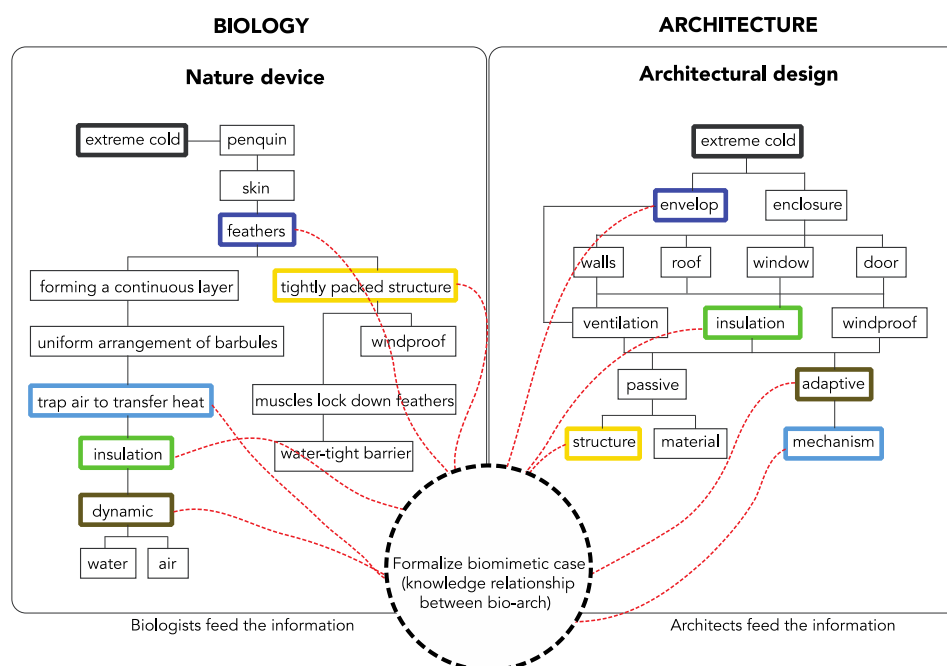 BIOLOGY
ARCHITECTURE
Nature device
Architectural design
extreme cold
penquin
skin
feathers
forming a continuous layer
tightly packed structure
uniform arrangement of barbules
windproof
trap air to transfer heat
muscles lock down feathers
insulation
water-tight barrier
dynamic
water
air
extreme cold
envelop
enclosure
walls
roof
window
door
ventilation
insulation
windproof
passive
adaptive
structure
material
mechanism
Formalize biomimetic case
(knowledge relationship
between bio-arch)
Biologists feed the information
Architects feed the information